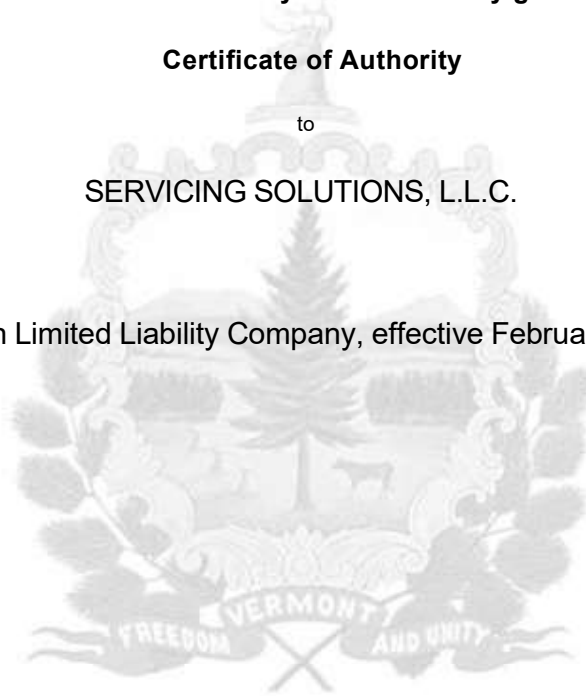 Certificate of Authority
to
SERVICING SOLUTIONS, L.L.C.
Limited Liability Company, effective
FREEDOM VERMONT AND UNITY